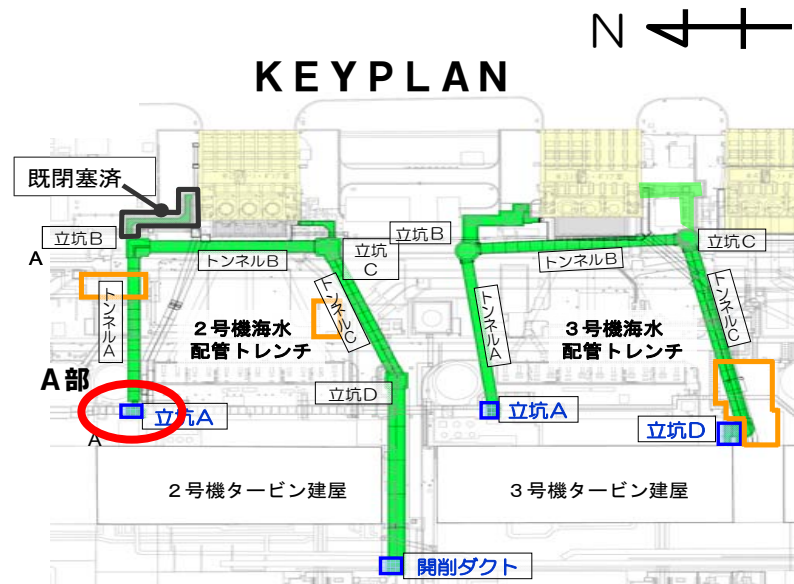 N
KEYPLAN
既閉塞済
立坑B
A
トンネルB
立坑
C
立坑B
トンネルB
立坑C
トンネルA
トンネルC
トンネルA
トンネルC
２号機海水
配管トレンチ
３号機海水
配管トレンチ
A部
立坑A
A
立坑D
立坑A
立坑D
２号機タービン建屋
３号機タービン建屋
開削ダクト